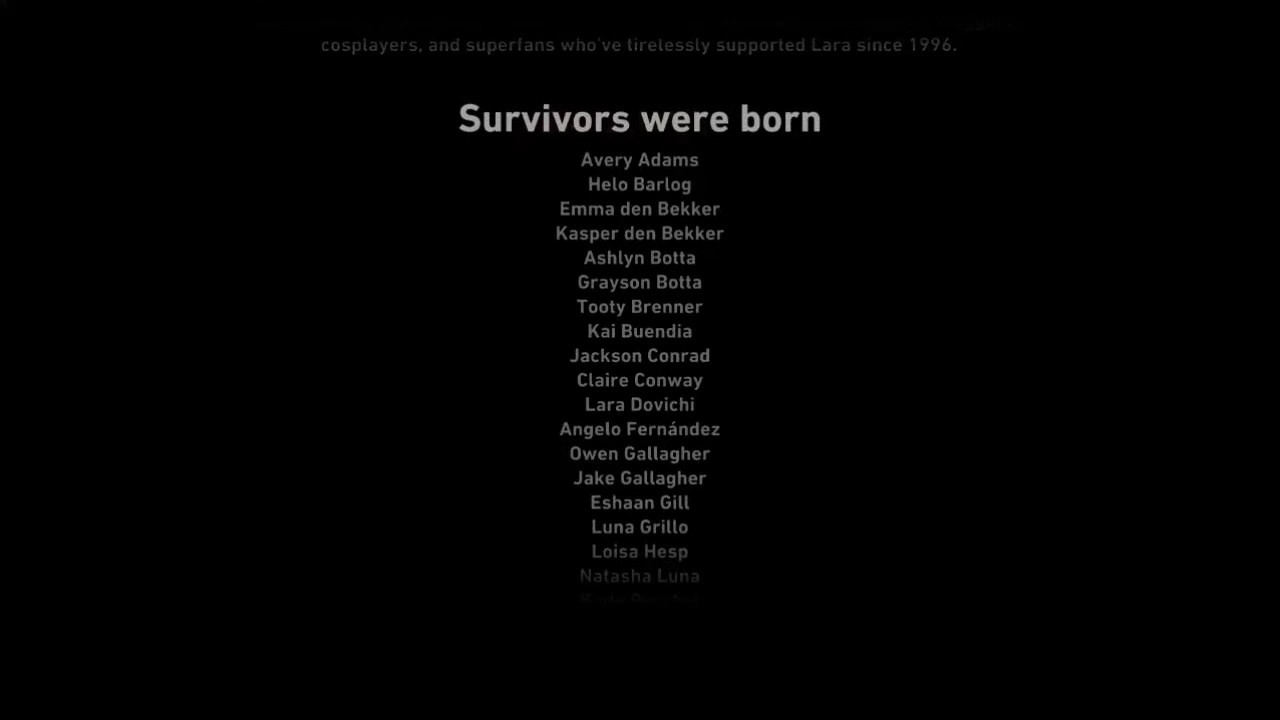 cosplayers, and superfans who've tirelessly supported Lara since 1996.
Survivors were born
Avery Adams
Helo Barlog
Emma den Bekker
Kasper den Bekker
Ashlyn Botta
Grayson Botta
Tooty Brenner
Kai Buendia
Jackson Conrad
Claire Conway
Lara Dovichi
Angelo Fernández
Owen Gallagher
Jake Gallagher
Eshaan Gill
Luna Grillo
Loisa Hesp
Natasha Luna